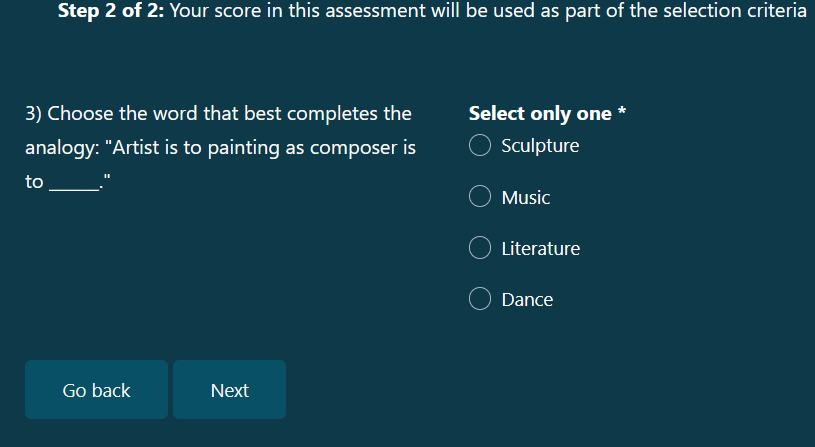 Step 2 of 2: Your score in this assessment will be used as part of the selection criteria
3) Choose the word that best completes the
analogy: "Artist is to painting as composer is
to _____."
Select only one *
Sculpture
Music
Literature
Dance
Go back
Next